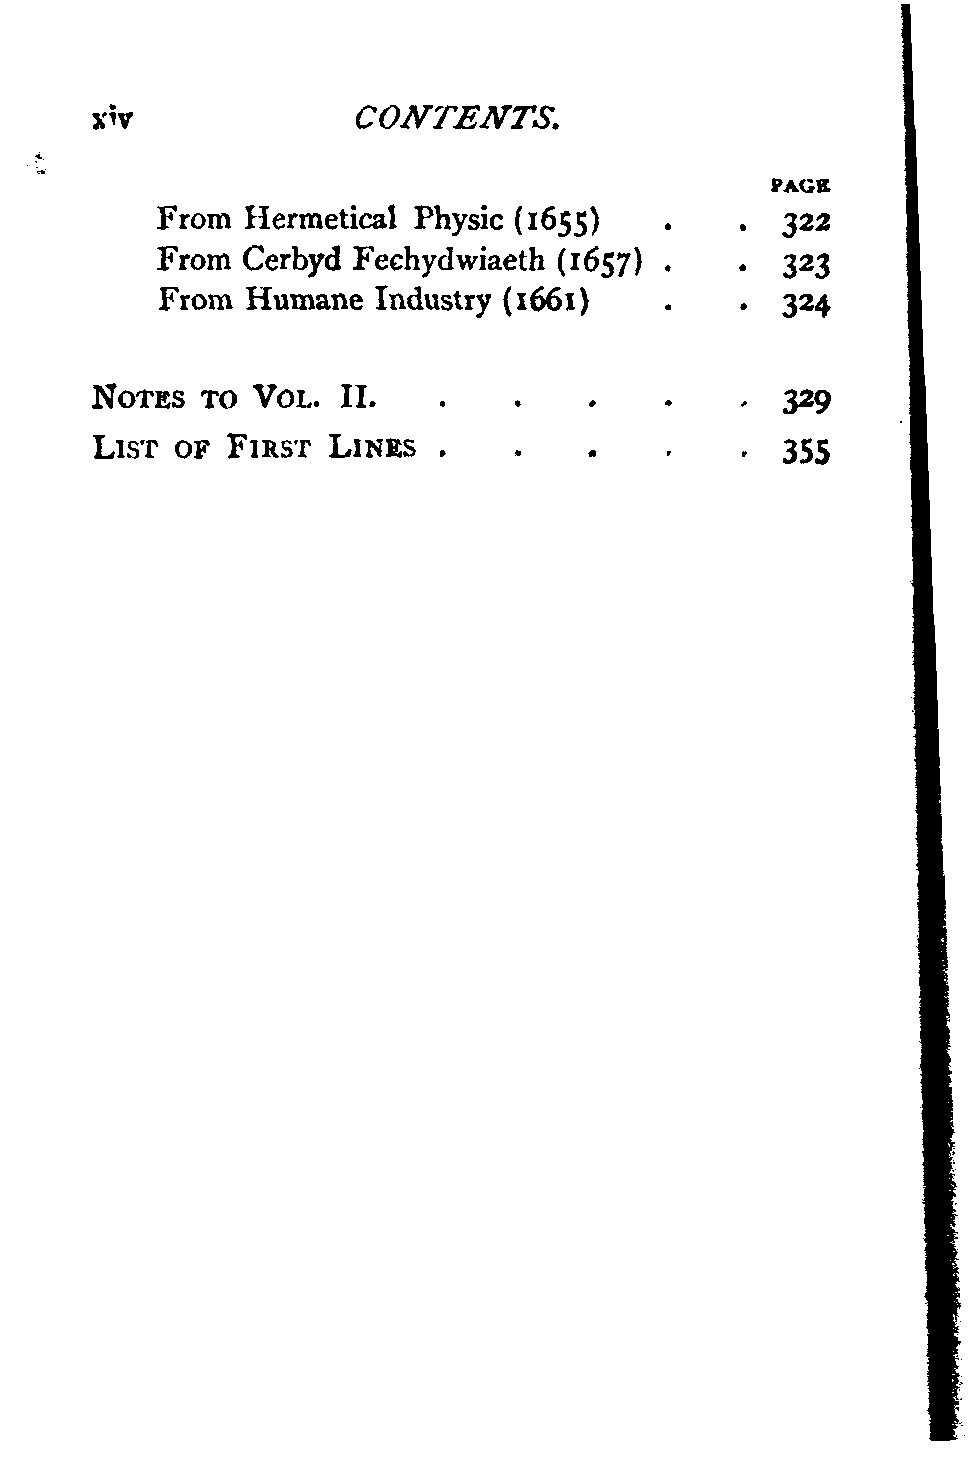 xiv CONTENTS.
PAGE
From Hermetical Physic (1655) . . 322
From Cerbyd Fechydwiaeth (1657) . . 323
From Humane Industry (1661) . . 324
NOTES TO VOL. II. . . . . . 329
LIST OF FIRST LINES . . . . . 355